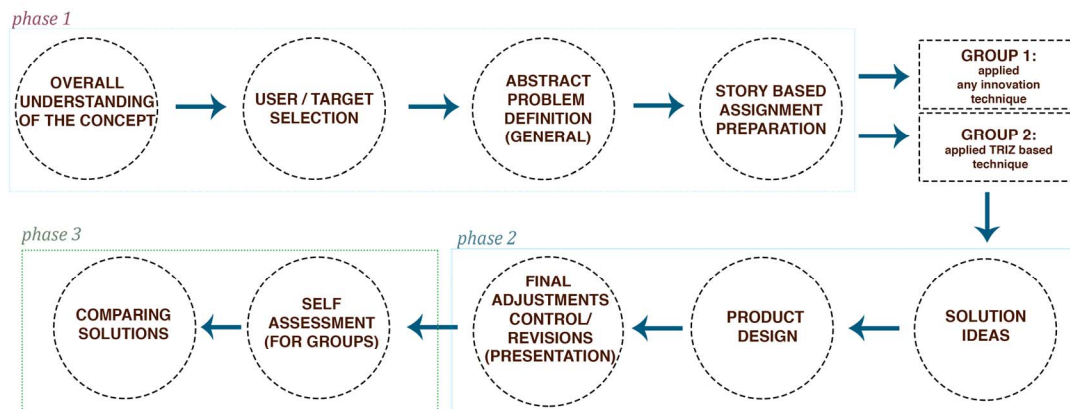 phase 1
OVERALL
UNDERSTANDING
OF THE CONCEPT
USER / TARGET
SELECTION
ABSTRACT
PROBLEM
DEFINITION
(GENERAL)
STORY BASED
ASSIGNMENT
PREPARATION
GROUP 1:
applied
any innovation
technique
GROUP 2:
applied TRIZ based
technique
phase 2
SOLUTION
IDEAS
PRODUCT
DESIGN
FINAL
ADJUSTMENTS
CONTROL/
REVISIONS
(PRESENTATION)
phase 3
SELF
ASSESSMENT
(FOR GROUPS)
COMPARING
SOLUTIONS